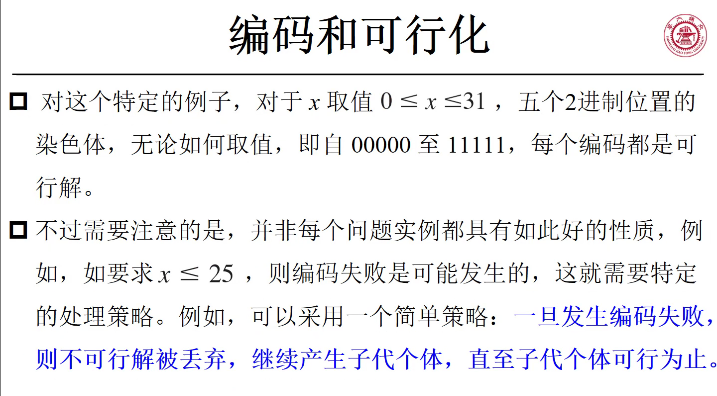 编码和可行化
对这个特定的例子，对于 x 取值 0 ≤ x ≤31 ，五个2进制位置的
染色体，无论如何取值，即自 00000 至 11111，每个编码都是可
行解。
不过需要注意的是，并非每个问题实例都具有如此好的性质，例
如，如要求 x ≤ 25 ，则编码失败是可能发生的，这就需要特定
的处理策略。例如，可以采用一个简单策略：一旦发生编码失败，
则不可行解被丢弃，继续产生子代个体，直至子代个体可行为止。